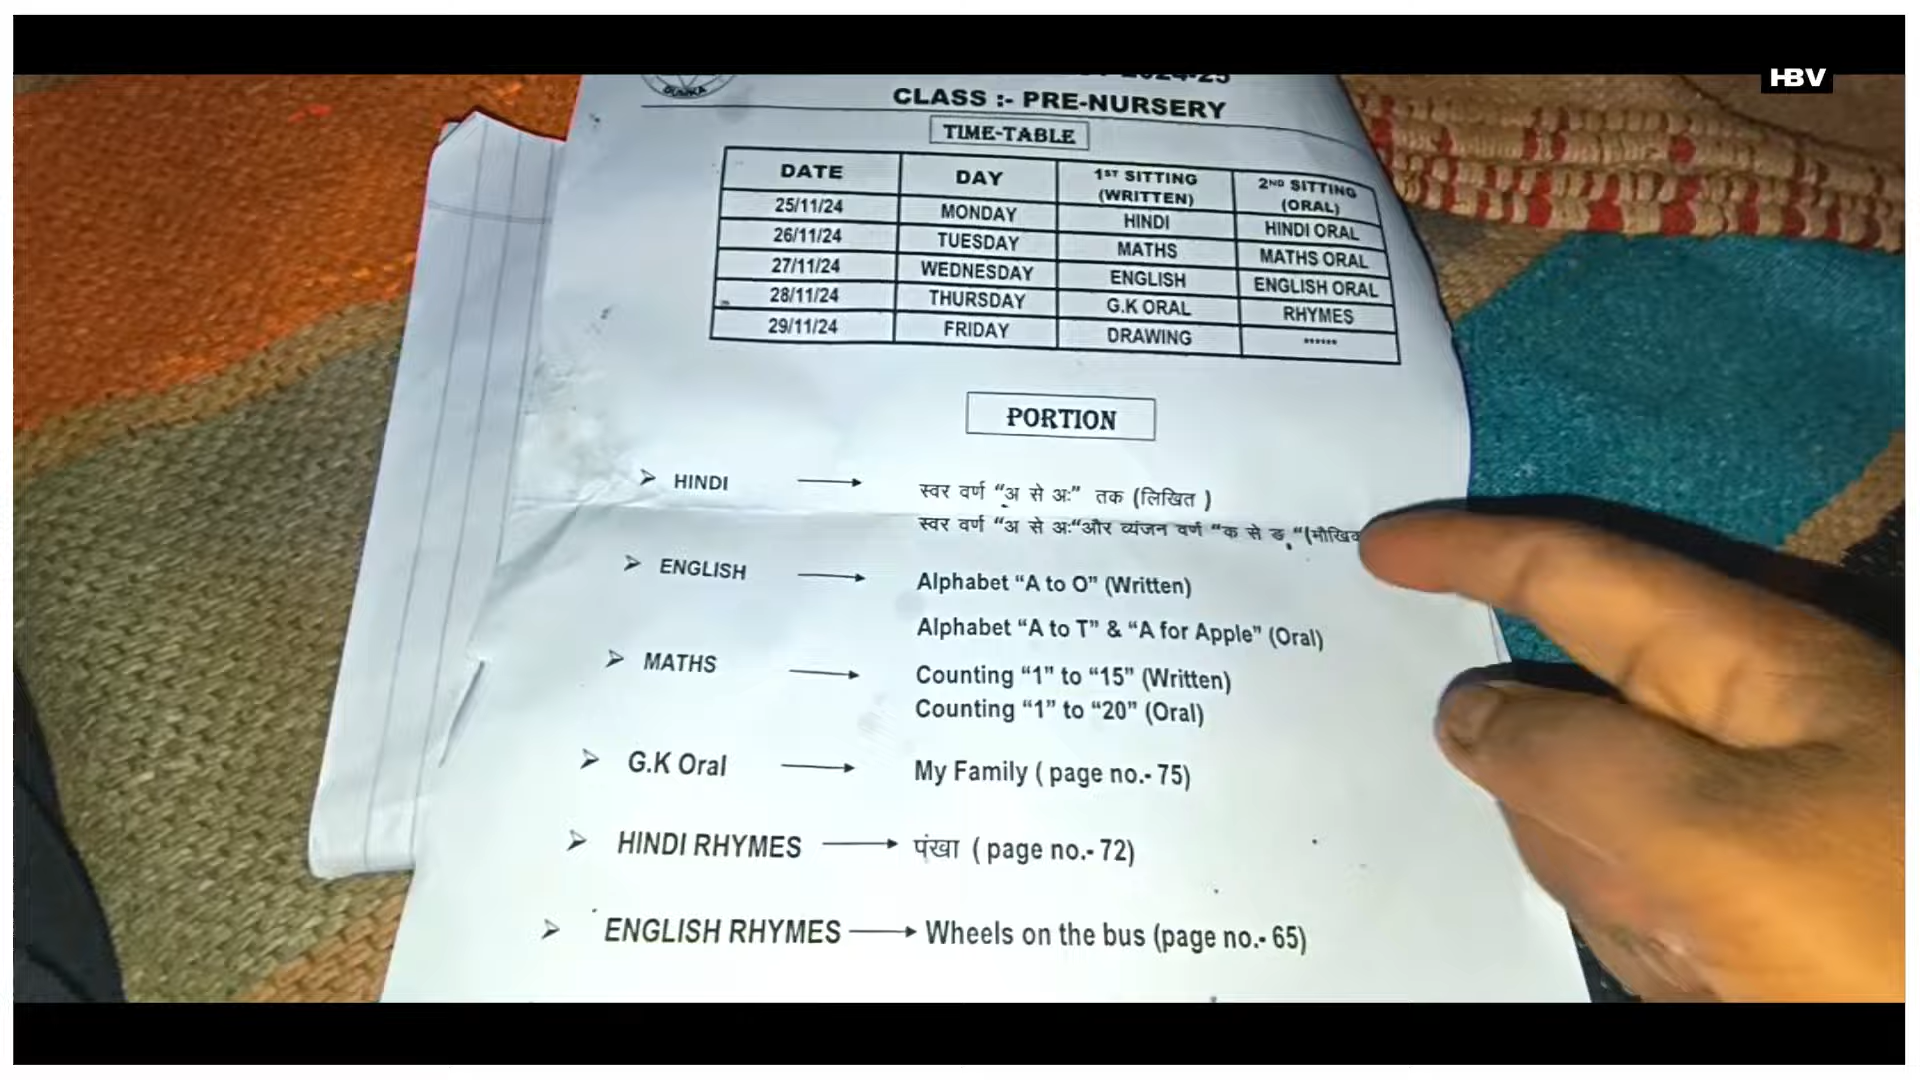 HBV
DUMKA
2024-25
CLASS :- PRE-NURSERY
TIME-TABLE
DATE DAY 1ST SITTING (WRITTEN) 2ND SITTING (ORAL)
25/11/24 MONDAY HINDI HINDI ORAL
26/11/24 TUESDAY MATHS MATHS ORAL
27/11/24 WEDNESDAY ENGLISH ENGLISH ORAL
28/11/24 THURSDAY G.K ORAL RHYMES
29/11/24 FRIDAY DRAWING ******
PORTION
➢ HINDI → स्वर वर्ण “अ से अः” तक (लिखित )
स्वर वर्ण “अ से अः“और व्यंजन वर्ण “क से ङ “(मौखिक
➢ ENGLISH → Alphabet “A to O” (Written)
Alphabet “A to T” & “A for Apple” (Oral)
➢ MATHS → Counting “1” to “15” (Written)
Counting “1” to “20” (Oral)
➢ G.K Oral → My Family ( page no.- 75)
➢ HINDI RHYMES → पंखा ( page no.- 72)
➢ ENGLISH RHYMES → Wheels on the bus (page no.- 65)